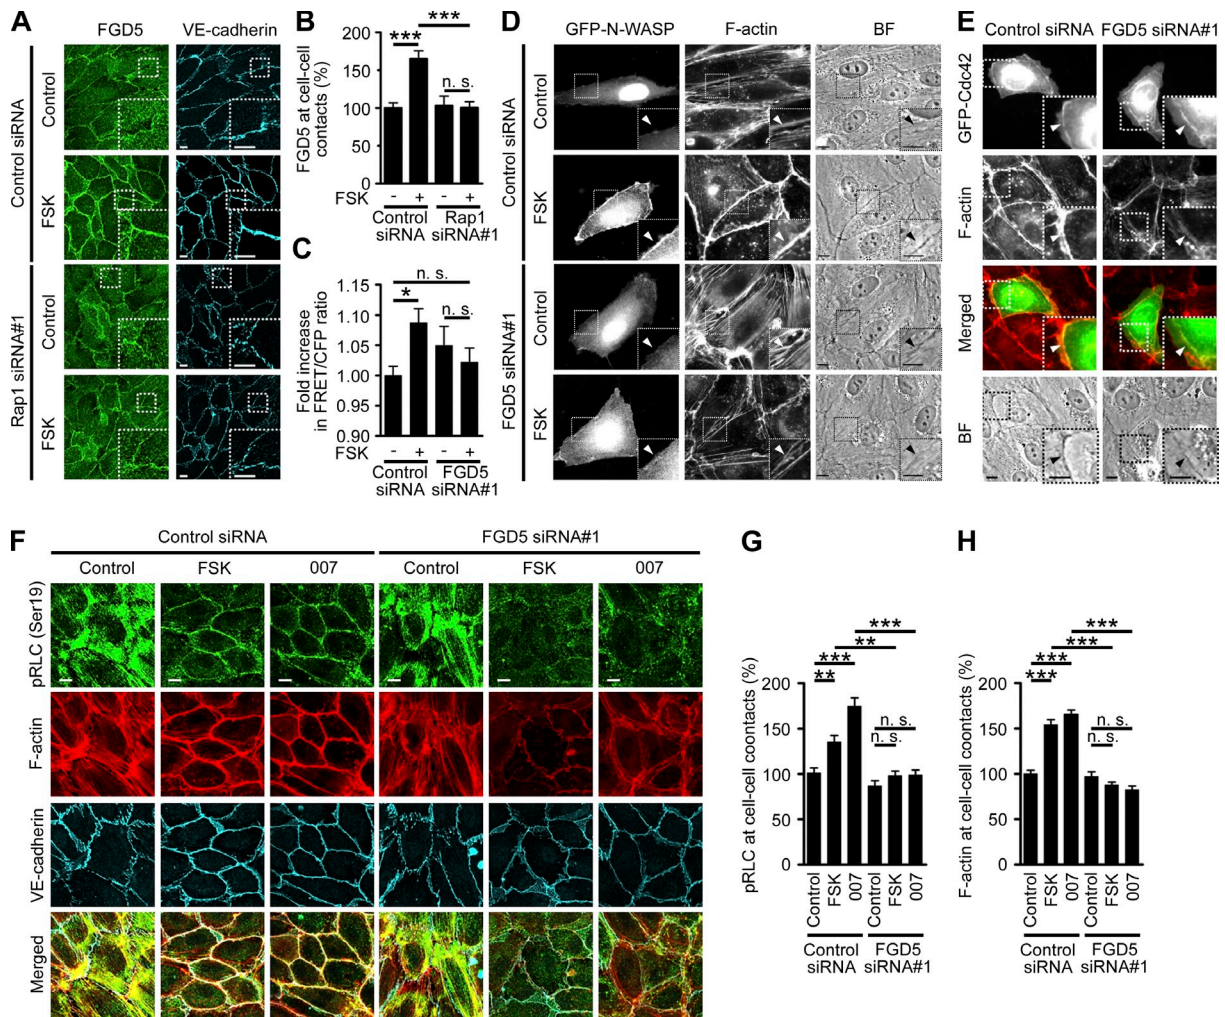 A
FGD5
VE-cadherin
Control siRNA
Control
FSK
Rap1 siRNA#1
Control
FSK
B
FGD5 at cell-cell
contacts (%)
200
150
100
50
0
***
***
n. s.
FSK
-
+
-
+
Control
siRNA
Rap1
siRNA#1
C
Fold increase
in FRET/CFP ratio
1.15
1.10
1.05
1.00
0.95
0.90
n. s.
*
n. s.
FSK
-
+
-
+
Control
siRNA
FGD5
siRNA#1
D
GFP-N-WASP
F-actin
BF
Control siRNA
Control
FSK
FGD5 siRNA#1
Control
FSK
E
Control siRNA
FGD5 siRNA#1
GFP-Cdc42
F-actin
Merged
BF
F
Control siRNA
FGD5 siRNA#1
Control
FSK
007
Control
FSK
007
pRLC (Ser19)
F-actin
VE-cadherin
Merged
G
pRLC at cell-cell coontacts (%)
200
150
100
50
0
***
**
***
**
n. s.
n. s.
Control
FSK
007
Control
FSK
007
Control
siRNA
FGD5
siRNA#1
H
F-actin at cell-cell coontacts (%)
200
150
100
50
0
***
***
***
***
n. s.
n. s.
Control
FSK
007
Control
FSK
007
Control
siRNA
FGD5
siRNA#1